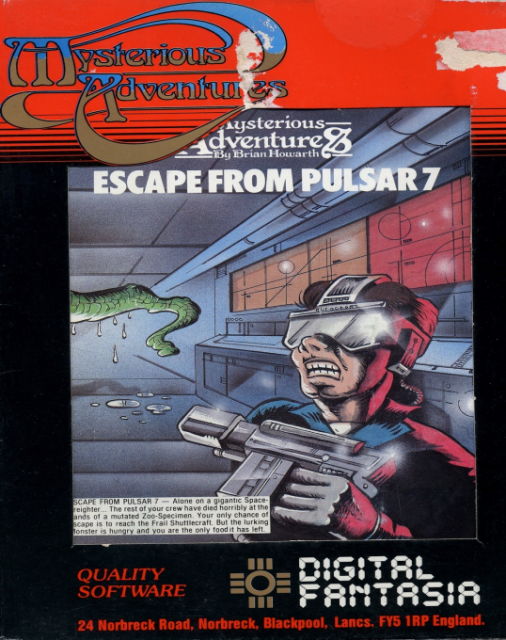 Mysterious
Adventures
Mysterious
Adventure 8
By Brian Howarth
ESCAPE FROM PULSAR 7
SCAPE FROM PULSAR 7 — Alone on a gigantic Space-
reighter... The rest of your crew have died horribly at the
ands of a mutated Zoo-Specimen. Your only chance of
scape is to reach the Frail Shuttlecraft. But the lurking
onster is hungry and you are the only food it has left.
QUALITY
SOFTWARE
DIGITAL
FANTASIA
24 Norbreck Road, Norbreck, Blackpool, Lancs. FY5 1RP England.